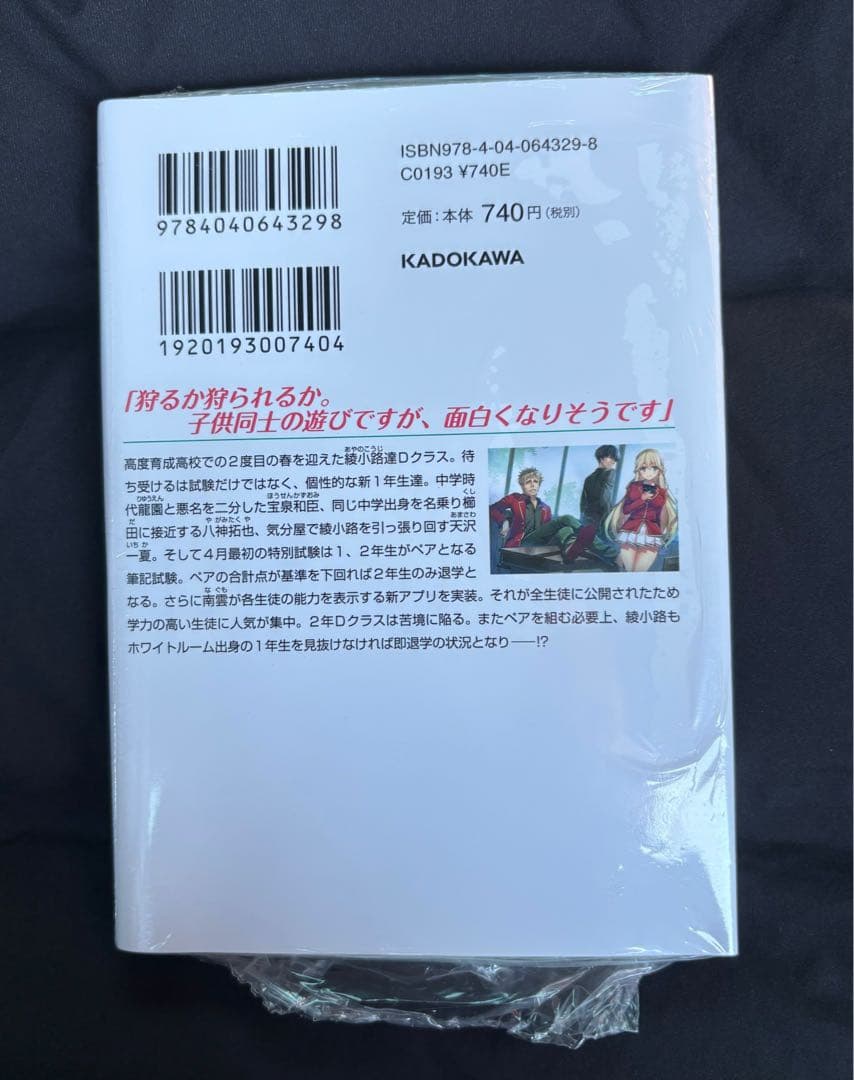 ISBN978-4-04-064329-8
C0193 ¥740E
定価:本体 740円(税別)
KADOKAWA
9784040643298
1920193007404
「狩るか狩られるか。
子供同士の遊びですが、面白くなりそうです」
高度育成高校での2度目の春を迎えた綾小路達Dクラス。待
ち受けるは試験だけではなく、個性的な新1年生達。中学時
代龍園と悪名を二分した宝泉和臣、同じ中学出身を名乗り櫛
田に接近する八神拓也、気分屋で綾小路を引っ張り回す天沢
一夏。そして4月最初の特別試験は1、2年生がペアとなる
筆記試験。ペアの合計点が基準を下回れば2年生のみ退学と
なる。さらに南雲が各生徒の能力を表示する新アプリを実装。それが全生徒に公開されたため
学力の高い生徒に人気が集中。2年Dクラスは苦境に陥る。またペアを組む必要上、綾小路も
ホワイトルーム出身の1年生を見抜けなければ即退学の状況となり――!?